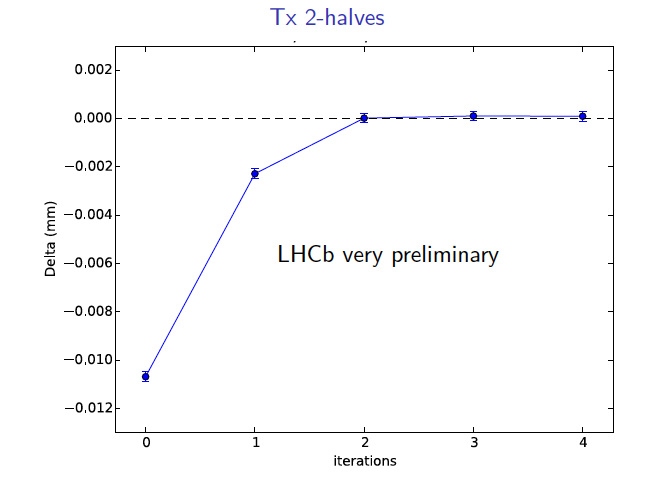 Tx 2-halves
0.002
0.000
−0.002
−0.004
−0.006
−0.008
−0.010
−0.012
Delta (mm)
LHCb very preliminary
0 1 2 3 4
iterations